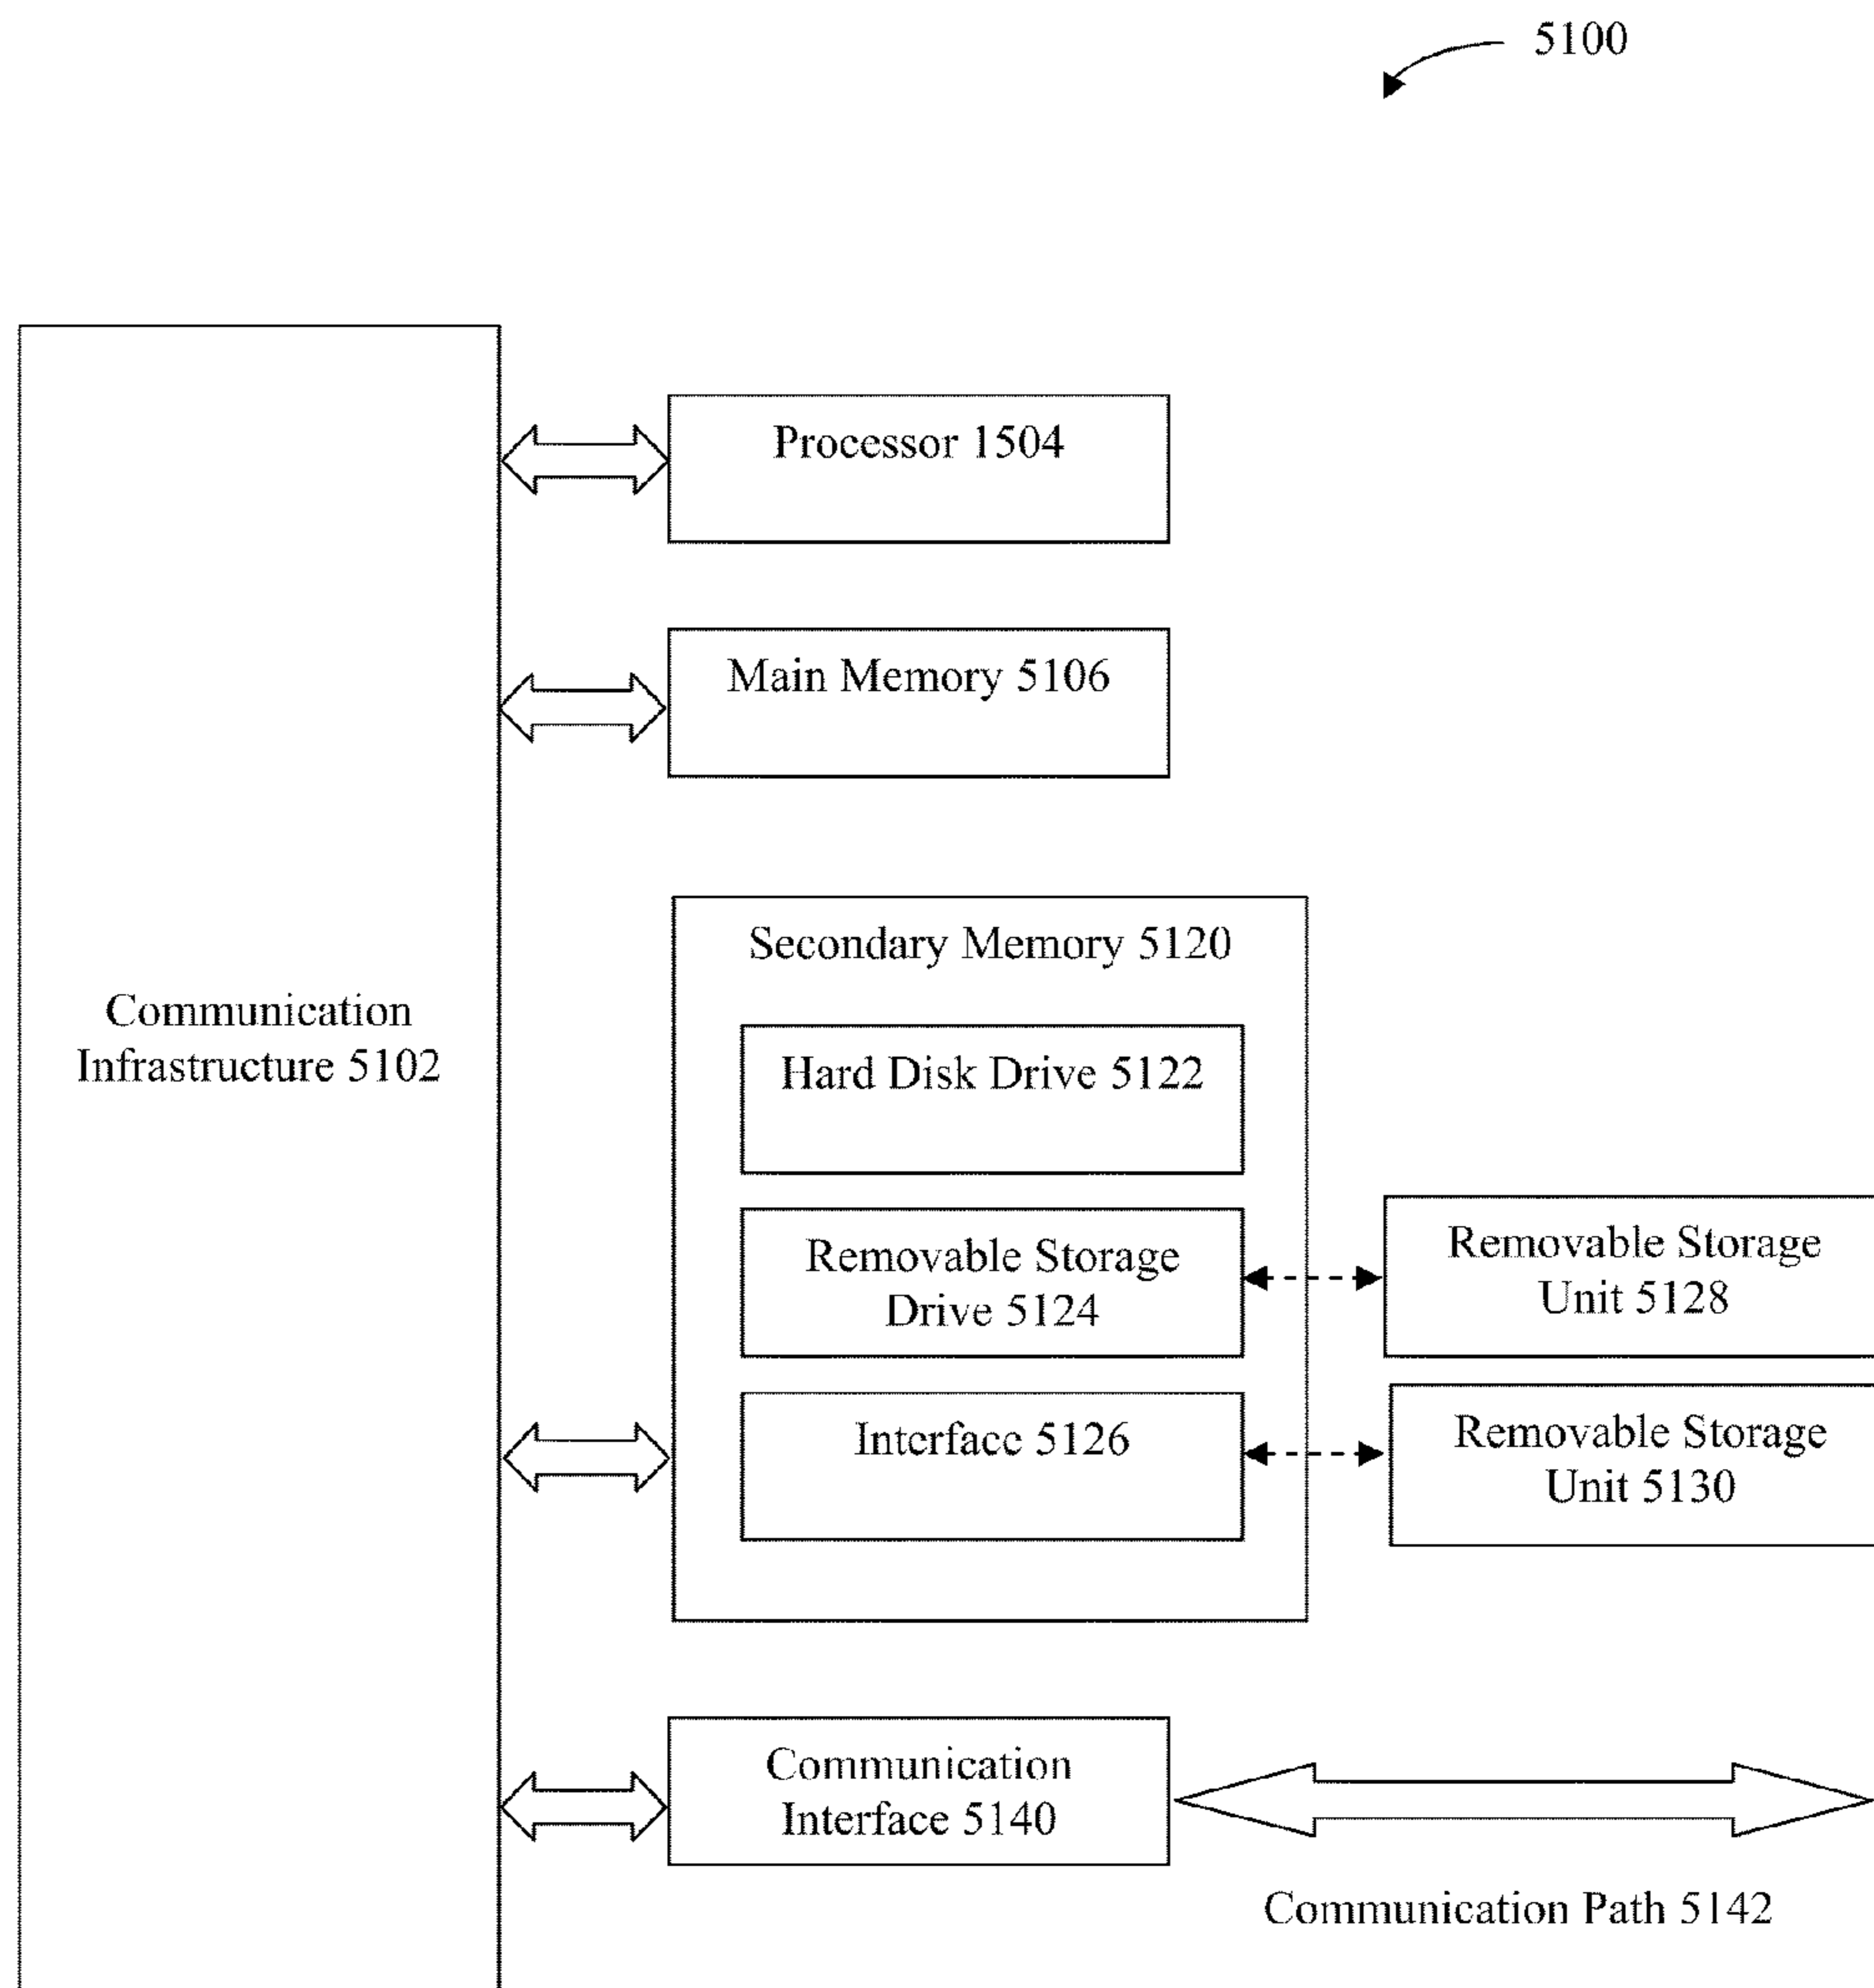 5100
Processor 1504
Main Memory 5106
Secondary Memory 5120
Communication
Infrastructure 5102
Hard Disk Drive 5122
Removable Storage
Drive 5124
Removable Storage
Unit 5128
Interface 5126
Removable Storage
Unit 5130
Communication
Interface 5140
Communication Path 5142